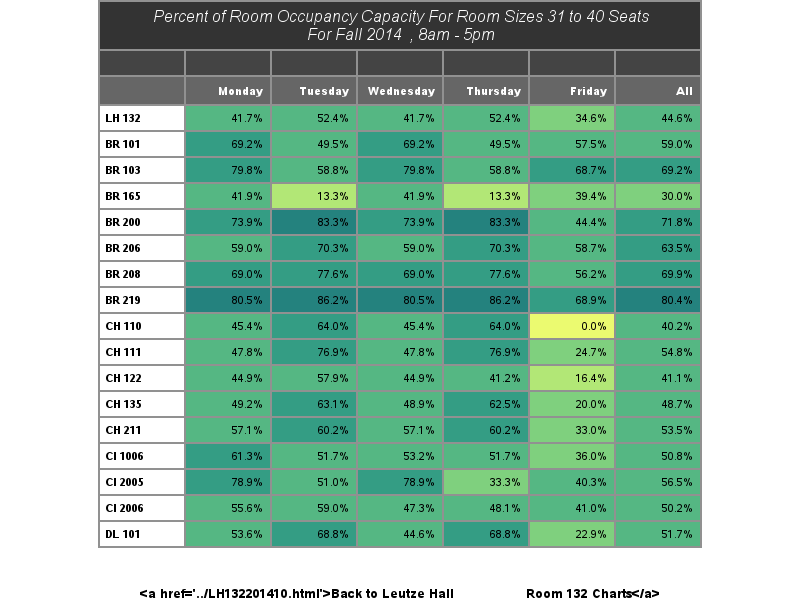 Percent of Room Occupancy Capacity For Room Sizes 31 to 40 Seats
For Fall 2014 , 8am - 5pm
Monday Tuesday Wednesday Thursday Friday All
LH 132 41.7% 52.4% 41.7% 52.4% 34.6% 44.6%
BR 101 69.2% 49.5% 69.2% 49.5% 57.5% 59.0%
BR 103 79.8% 58.8% 79.8% 58.8% 68.7% 69.2%
BR 165 41.9% 13.3% 41.9% 13.3% 39.4% 30.0%
BR 200 73.9% 83.3% 73.9% 83.3% 44.4% 71.8%
BR 206 59.0% 70.3% 59.0% 70.3% 58.7% 63.5%
BR 208 69.0% 77.6% 69.0% 77.6% 56.2% 69.9%
BR 219 80.5% 86.2% 80.5% 86.2% 68.9% 80.4%
CH 110 45.4% 64.0% 45.4% 64.0% 0.0% 40.2%
CH 111 47.8% 76.9% 47.8% 76.9% 24.7% 54.8%
CH 122 44.9% 57.9% 44.9% 41.2% 16.4% 41.1%
CH 135 49.2% 63.1% 48.9% 62.5% 20.0% 48.7%
CH 211 57.1% 60.2% 57.1% 60.2% 33.0% 53.5%
CI 1006 61.3% 51.7% 53.2% 51.7% 36.0% 50.8%
CI 2005 78.9% 51.0% 78.9% 33.3% 40.3% 56.5%
CI 2006 55.6% 59.0% 47.3% 48.1% 41.0% 50.2%
DL 101 53.6% 68.8% 44.6% 68.8% 22.9% 51.7%
<a href='../LH132201410.html'>Back to Leutze Hall Room 132 Charts</a>